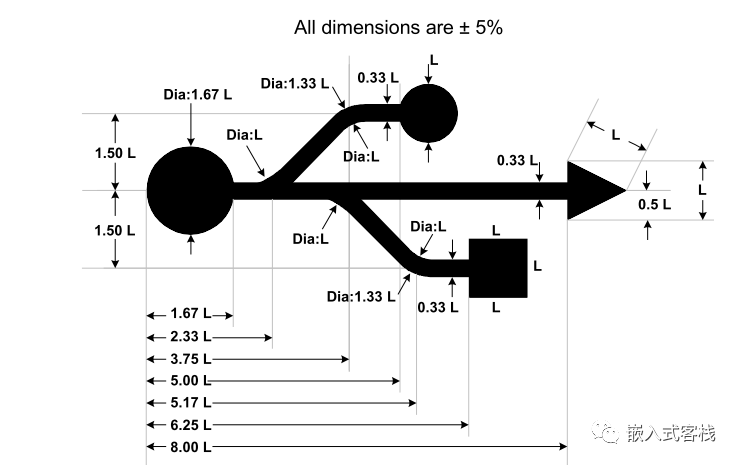 All dimensions are ± 5%
L
Dia:1.33 L
0.33 L
Dia:1.67 L
Dia:L
L
1.50 L
Dia:L
0.33 L
L
0.5 L
1.50 L
Dia:L
Dia:L
L
L
Dia:1.33 L
0.33 L
L
1.67 L
2.33 L
3.75 L
5.00 L
5.17 L
6.25 L
8.00 L
嵌入式客栈